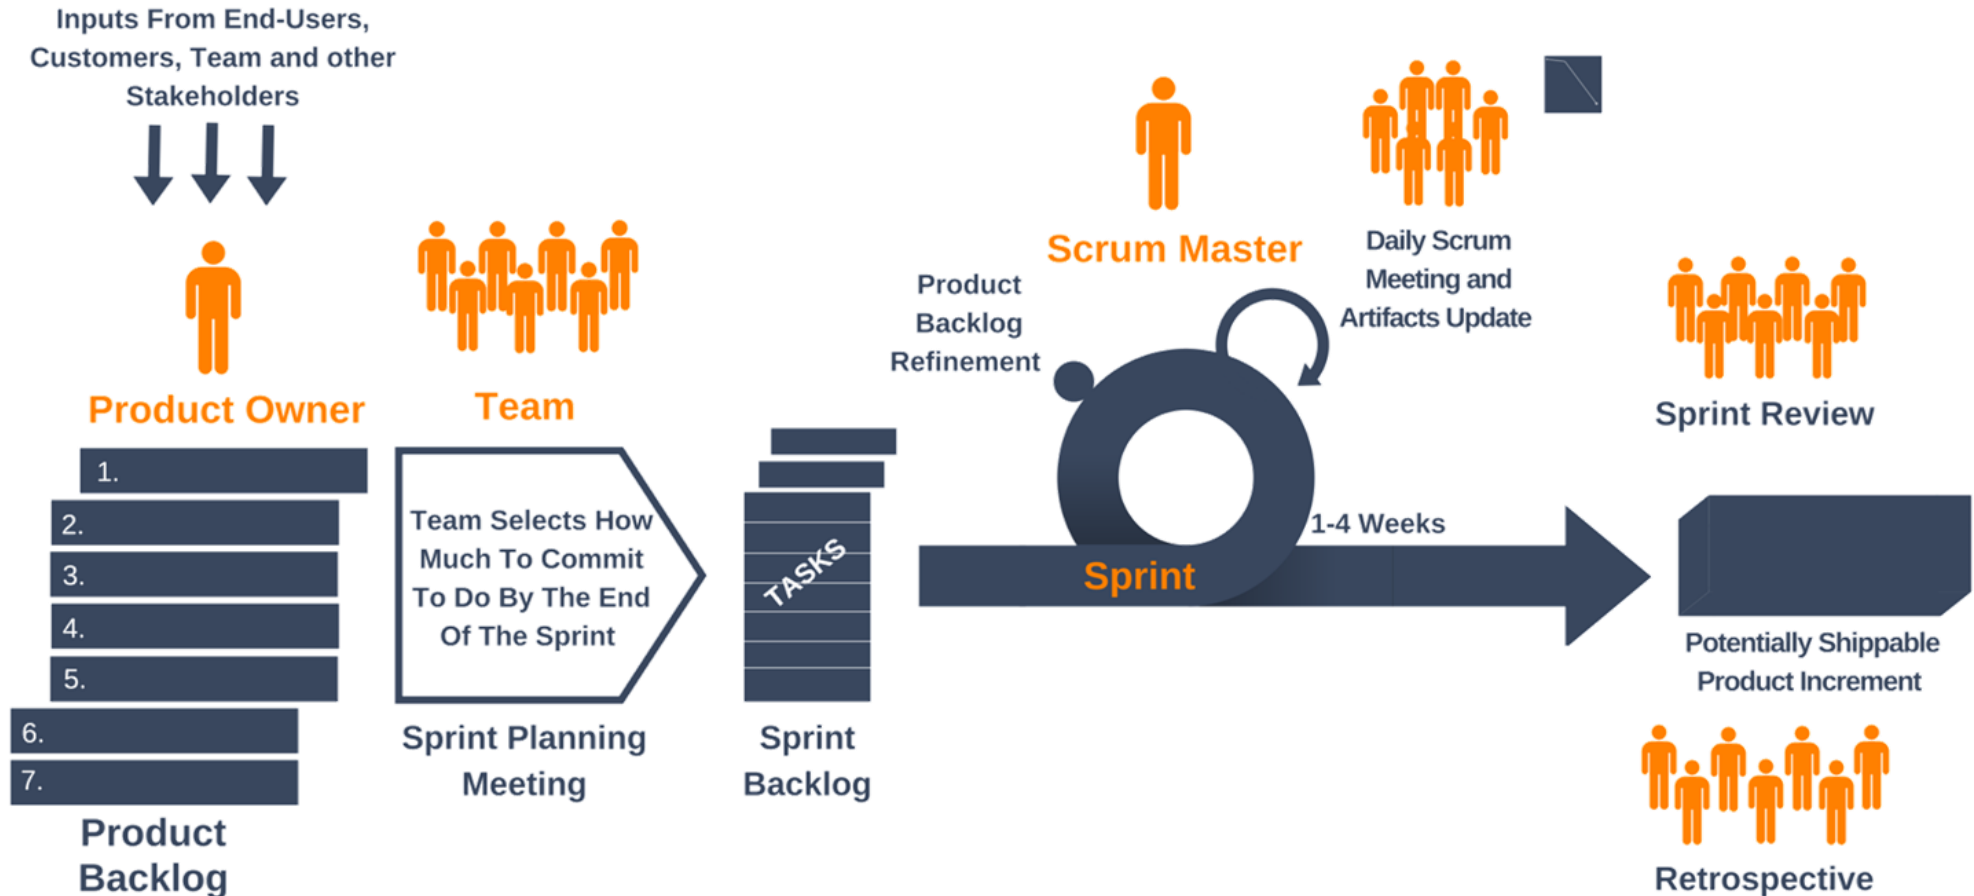 Inputs From End-Users,
Customers, Team and other
Stakeholders
Product Owner
1.
2.
3.
4.
5.
6.
7.
Product
Backlog
Team
Team Selects How
Much To Commit
To Do By The End
Of The Sprint
Sprint Planning
Meeting
TASKS
Sprint
Backlog
Product
Backlog
Refinement
Scrum Master
Daily Scrum
Meeting and
Artifacts Update
1-4 Weeks
Sprint
Sprint Review
Potentially Shippable
Product Increment
Retrospective